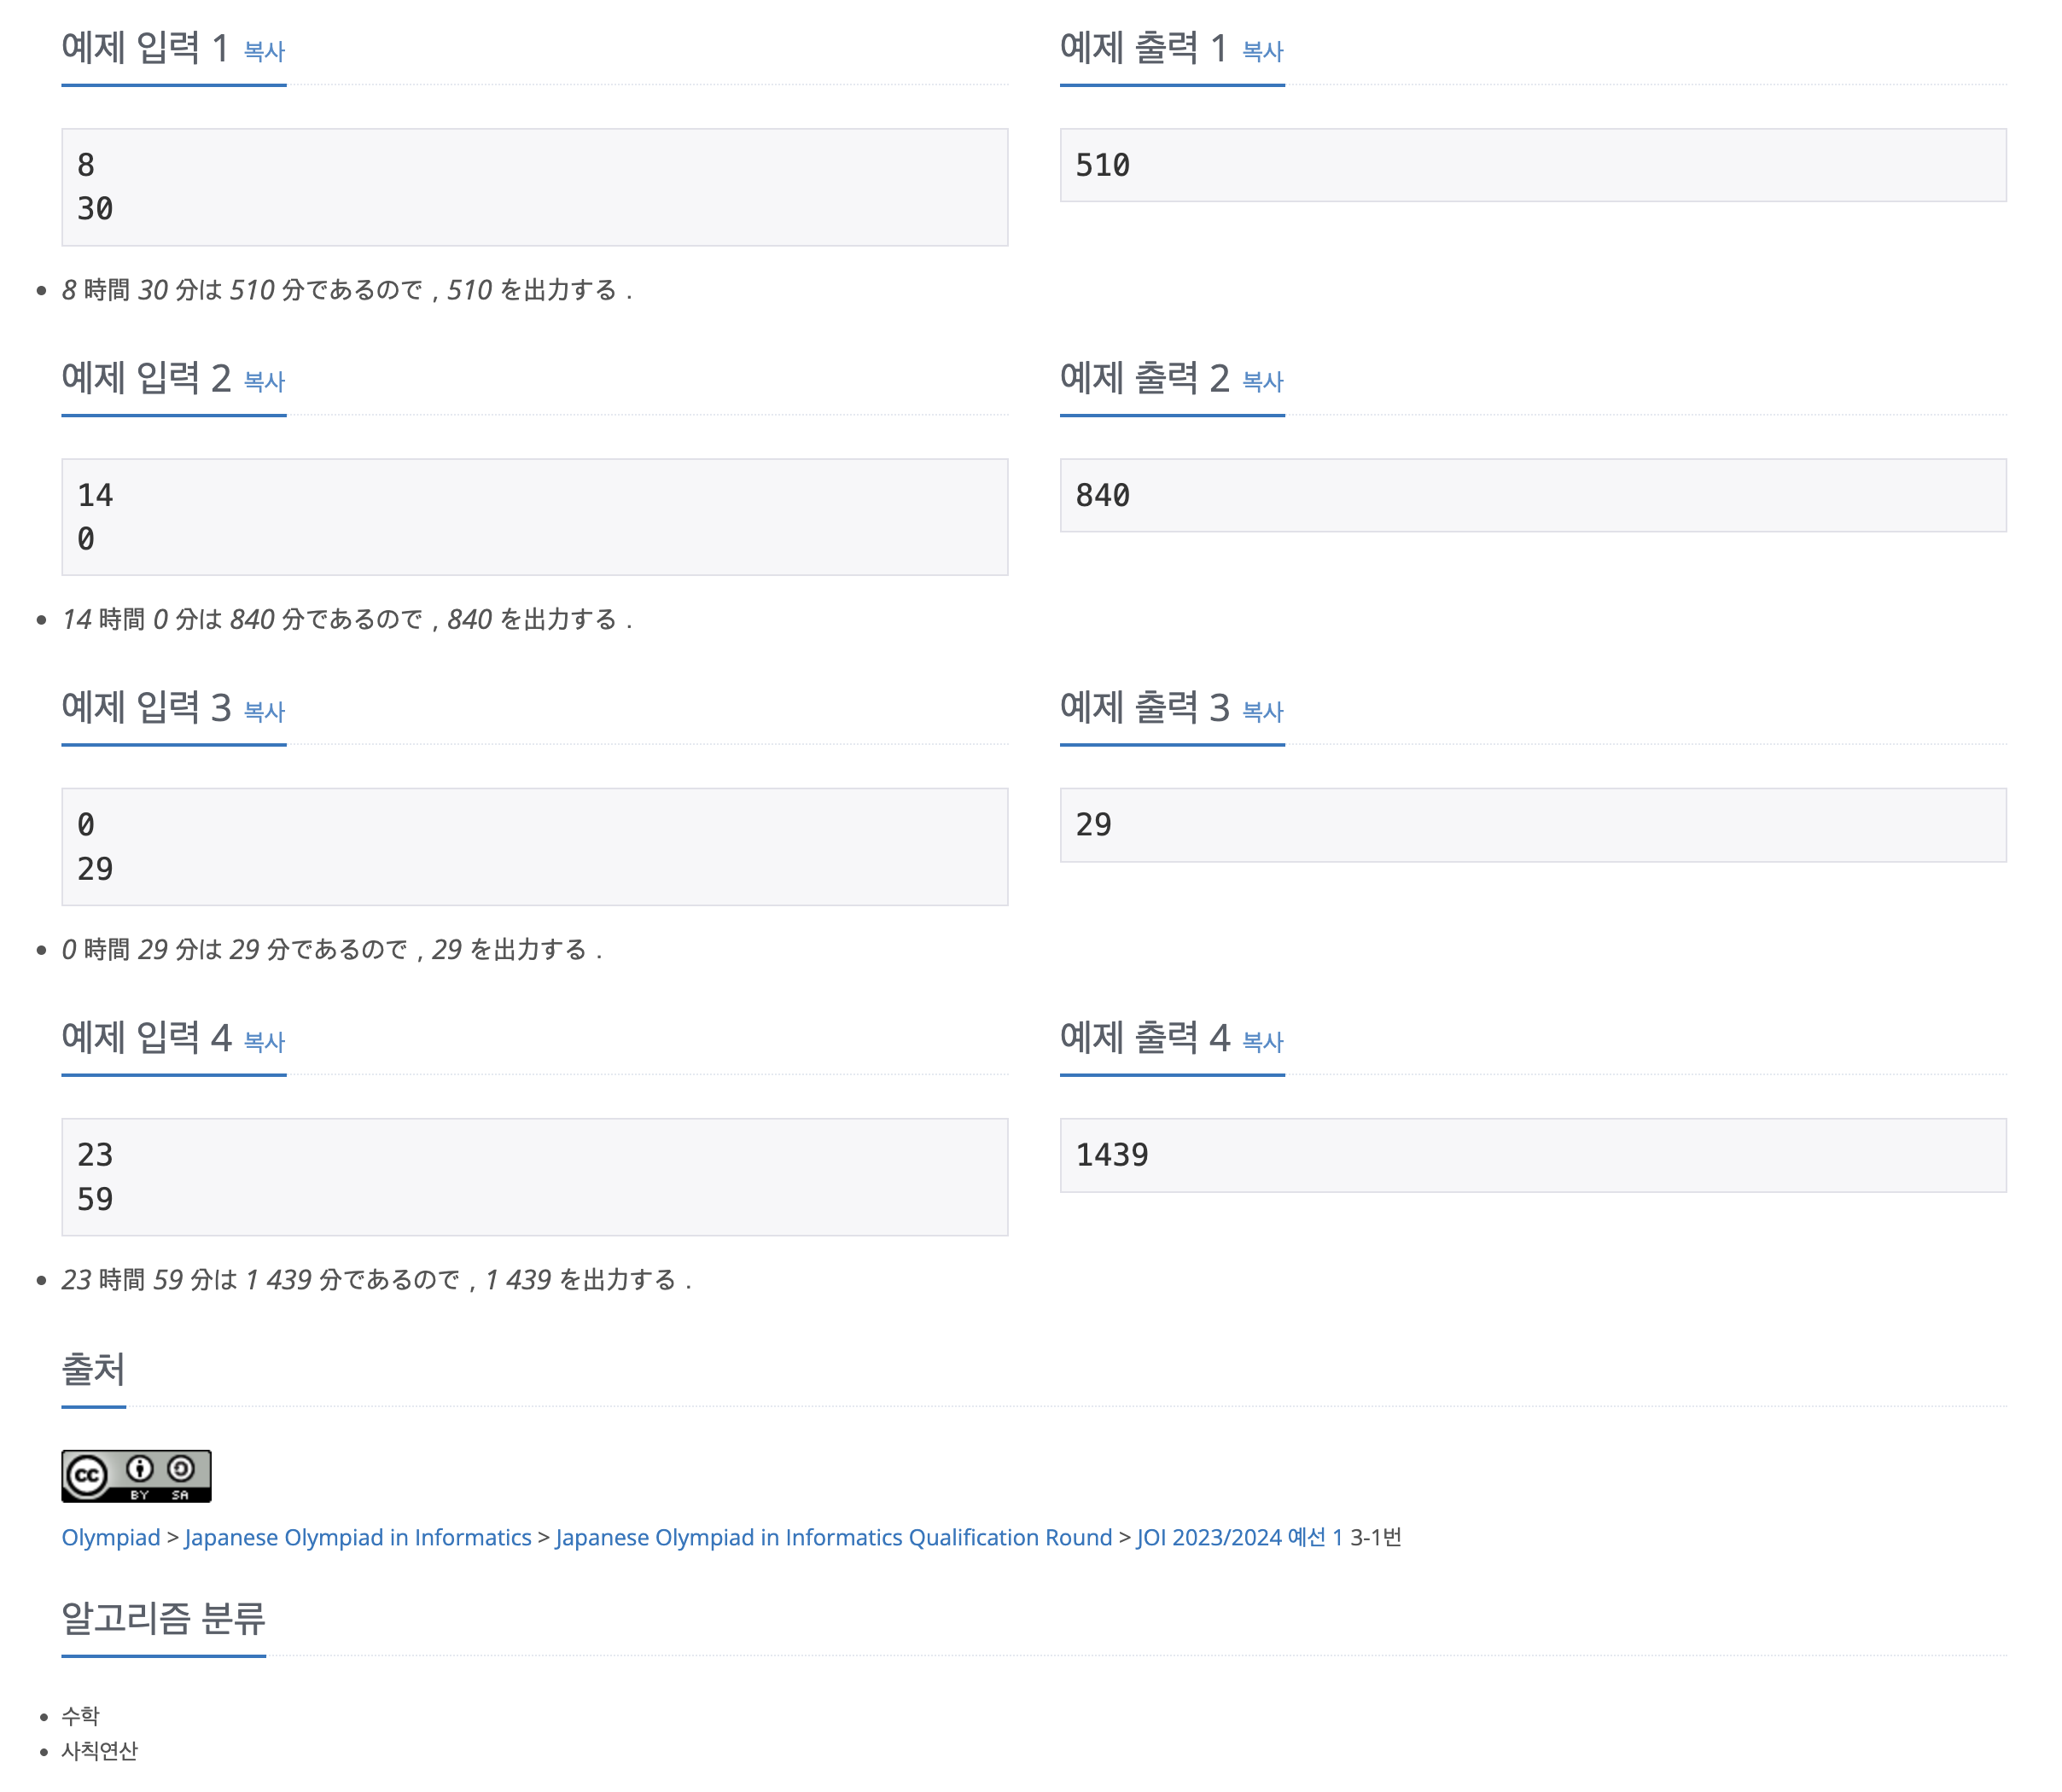 예제 입력 1 복사
예제 출력 1 복사
8
30
510
8 時間 30 分は 510 分であるので , 510 を出力する .
예제 입력 2 복사
예제 출력 2 복사
14
0
840
14 時間 0 分は 840 分であるので , 840 を出力する .
예제 입력 3 복사
예제 출력 3 복사
0
29
29
0 時間 29 分は 29 分であるので , 29 を出力する .
예제 입력 4 복사
예제 출력 4 복사
23
59
1439
23 時間 59 分は 1 439 分であるので , 1 439 を出力する .
출처
cc BY SA
Olympiad > Japanese Olympiad in Informatics > Japanese Olympiad in Informatics Qualification Round > JOI 2023/2024 예선 1 3-1번
알고리즘 분류
수학
사칙연산